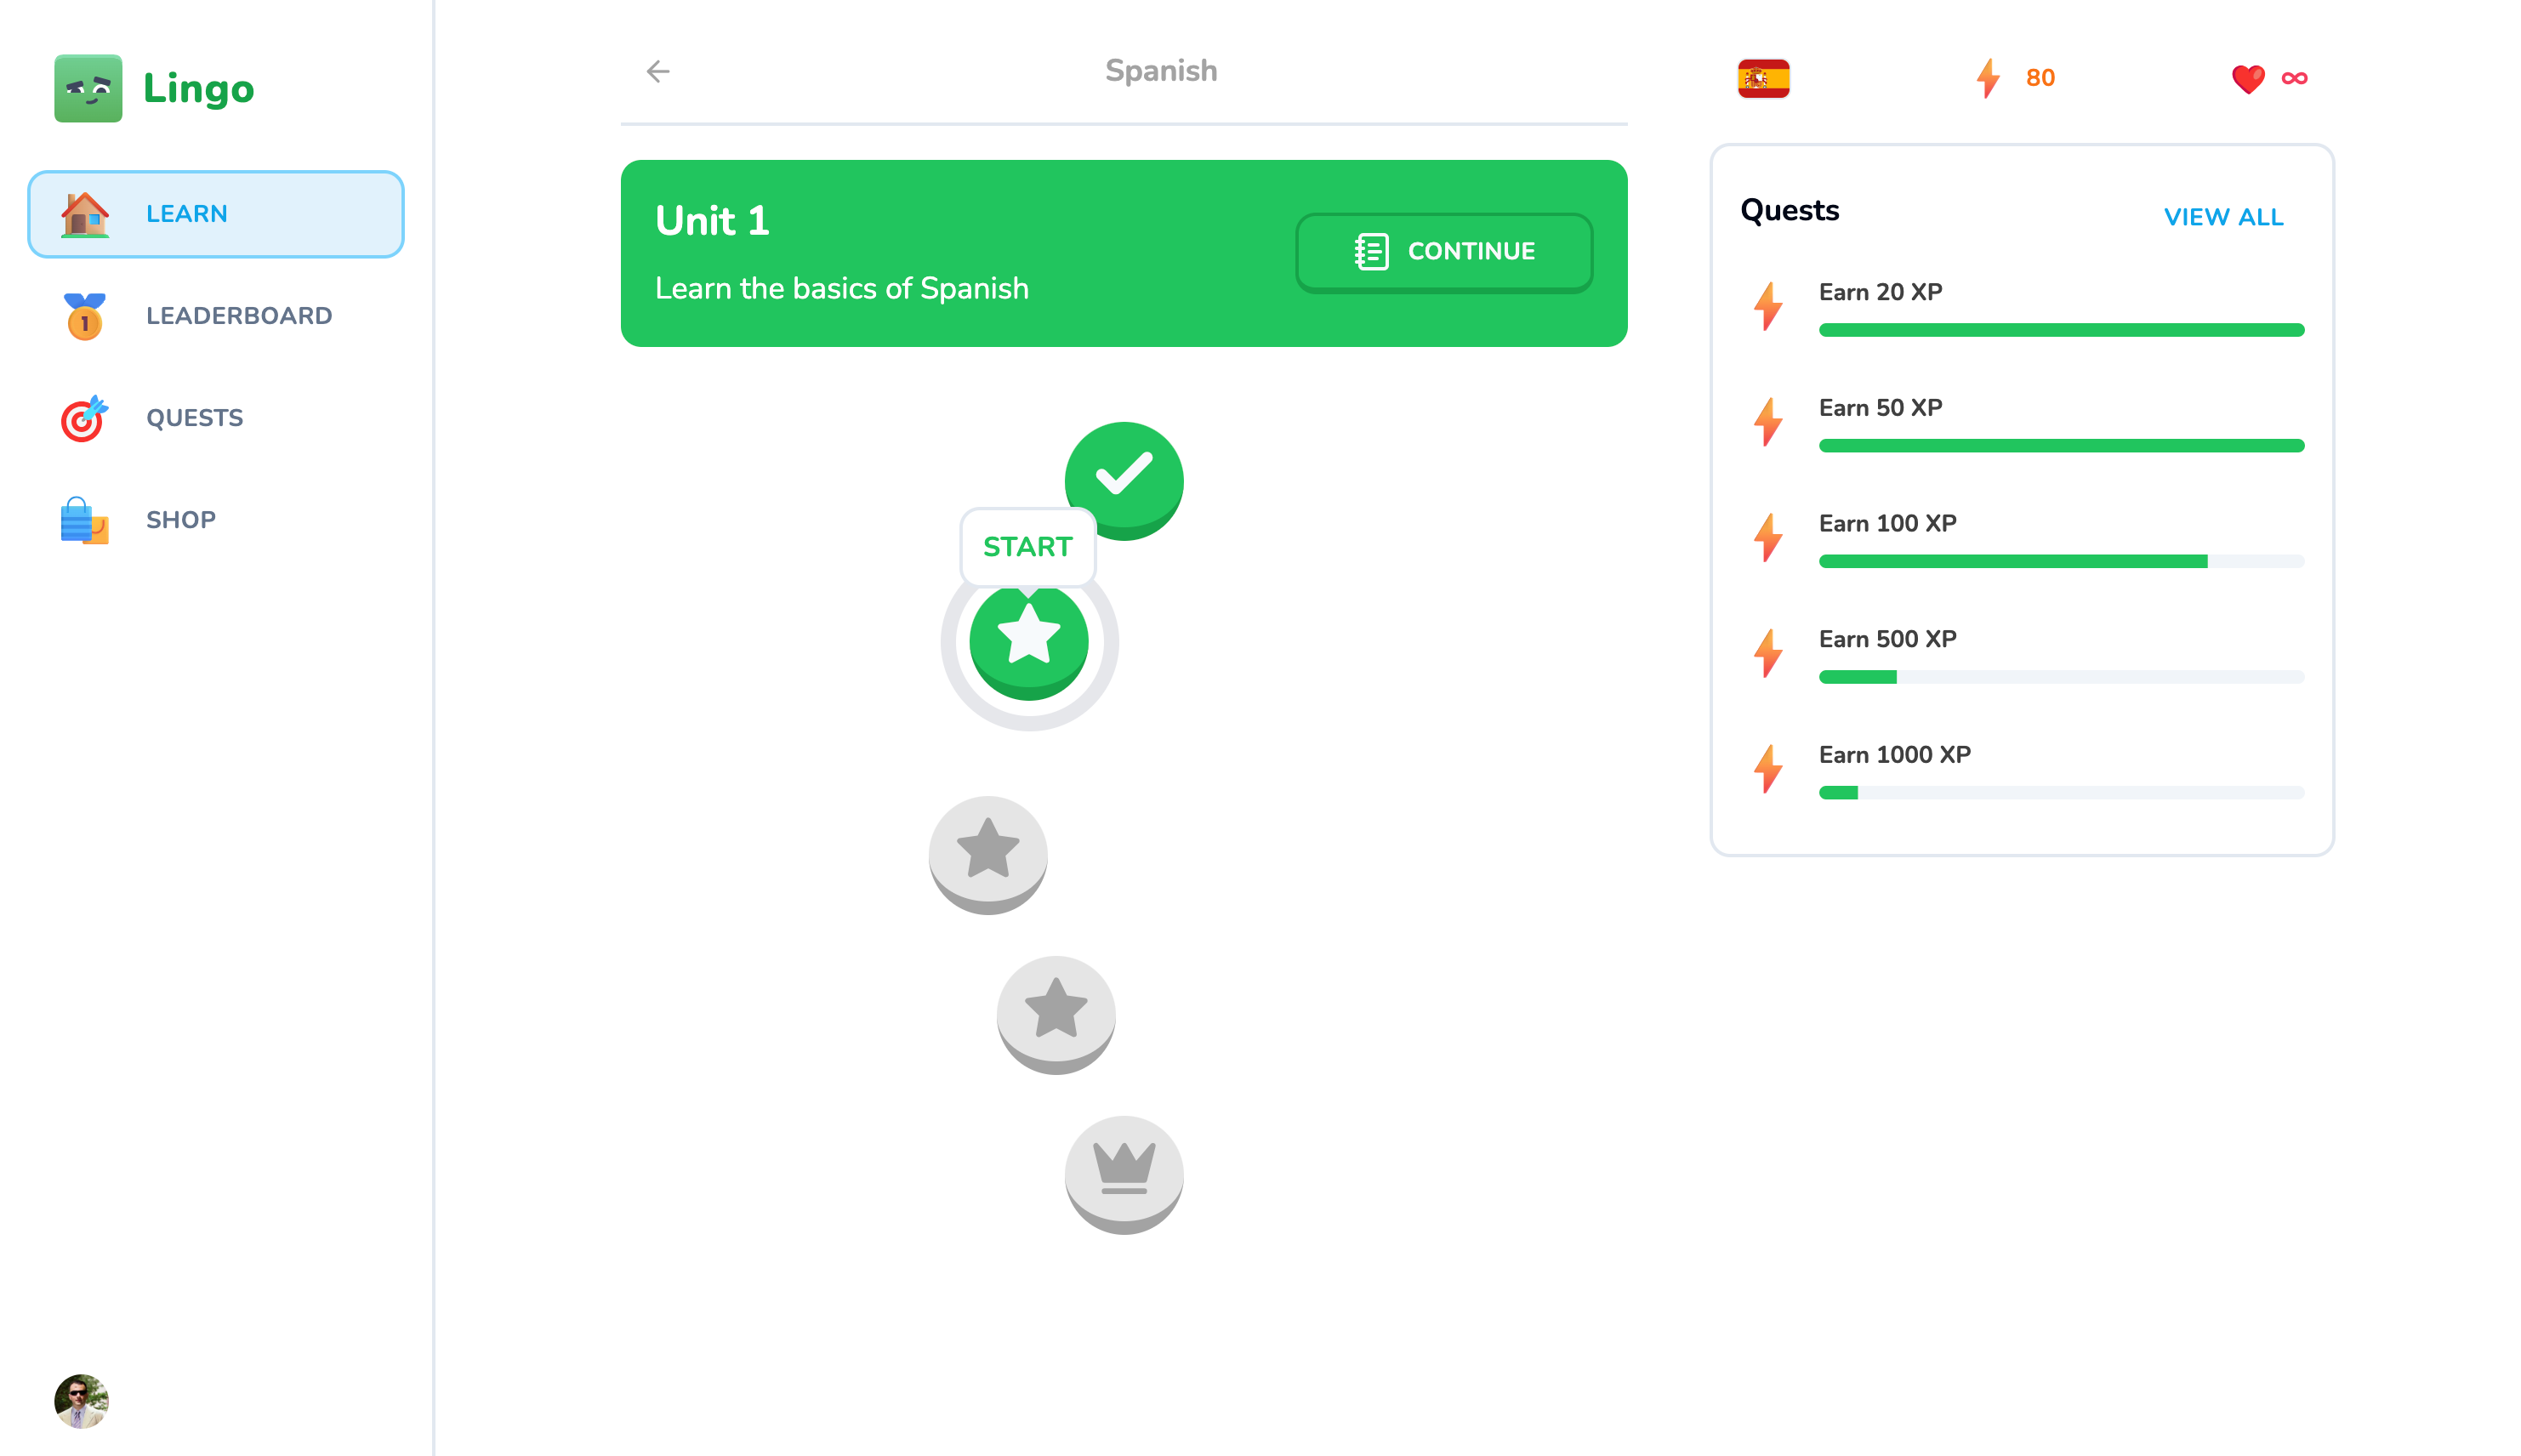 Lingo
LEARN
LEADERBOARD
1
QUESTS
SHOP
Spanish
Unit 1
Learn the basics of Spanish
CONTINUE
START
80
∞
Quests
VIEW ALL
Earn 20 XP
Earn 50 XP
Earn 100 XP
Earn 500 XP
Earn 1000 XP